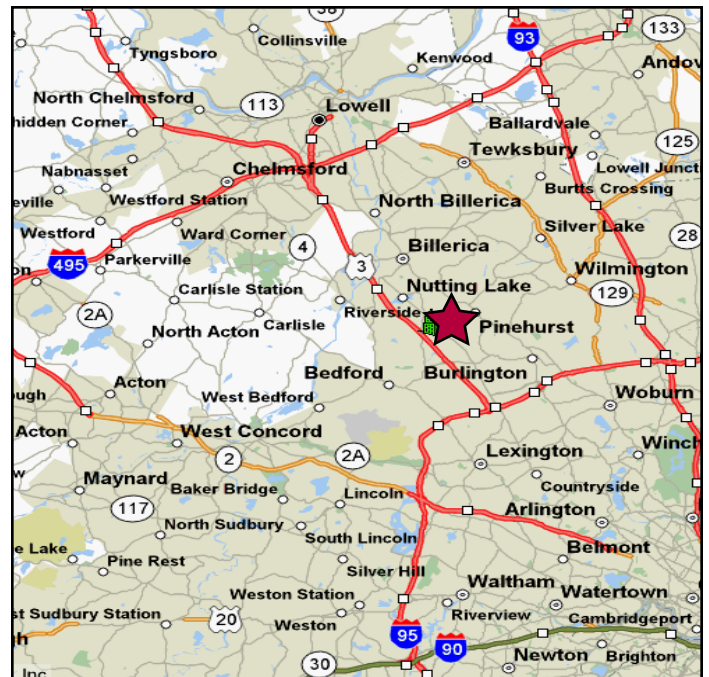 38
133
Collinsville
93
Tyngsboro
Kenwood
Andov
North Chelmsford
113
Lowell
hidden Corner
Ballardvale
125
Tewksbury
Nabnasset
Chelmsford
Lowell Juncti
eville
Westford Station
Burtts Crossing
North Billerica
Westford
Ward Corner
4
Silver Lake
28
Billerica
495
Parkerville
3
Wilmington
on
Carlisle Station
Nutting Lake
129
2A
Riverside
Carlisle
Pinehurst
North Acton
Bedford
Burlington
Acton
ough
West Bedford
Woburn
Acton
West Concord
2
2A
Lexington
Winch
Maynard
Baker Bridge
Lincoln
Countryside
117
Arlington
North Sudbury
South Lincoln
e Lake
Belmont
Pine Rest
Silver Hill
Waltham
Weston Station
Watertown
st Sudbury Station
20
Weston
Riverview
Cambridgeport
gh
95
90
30
Newton
Brighton
Inc